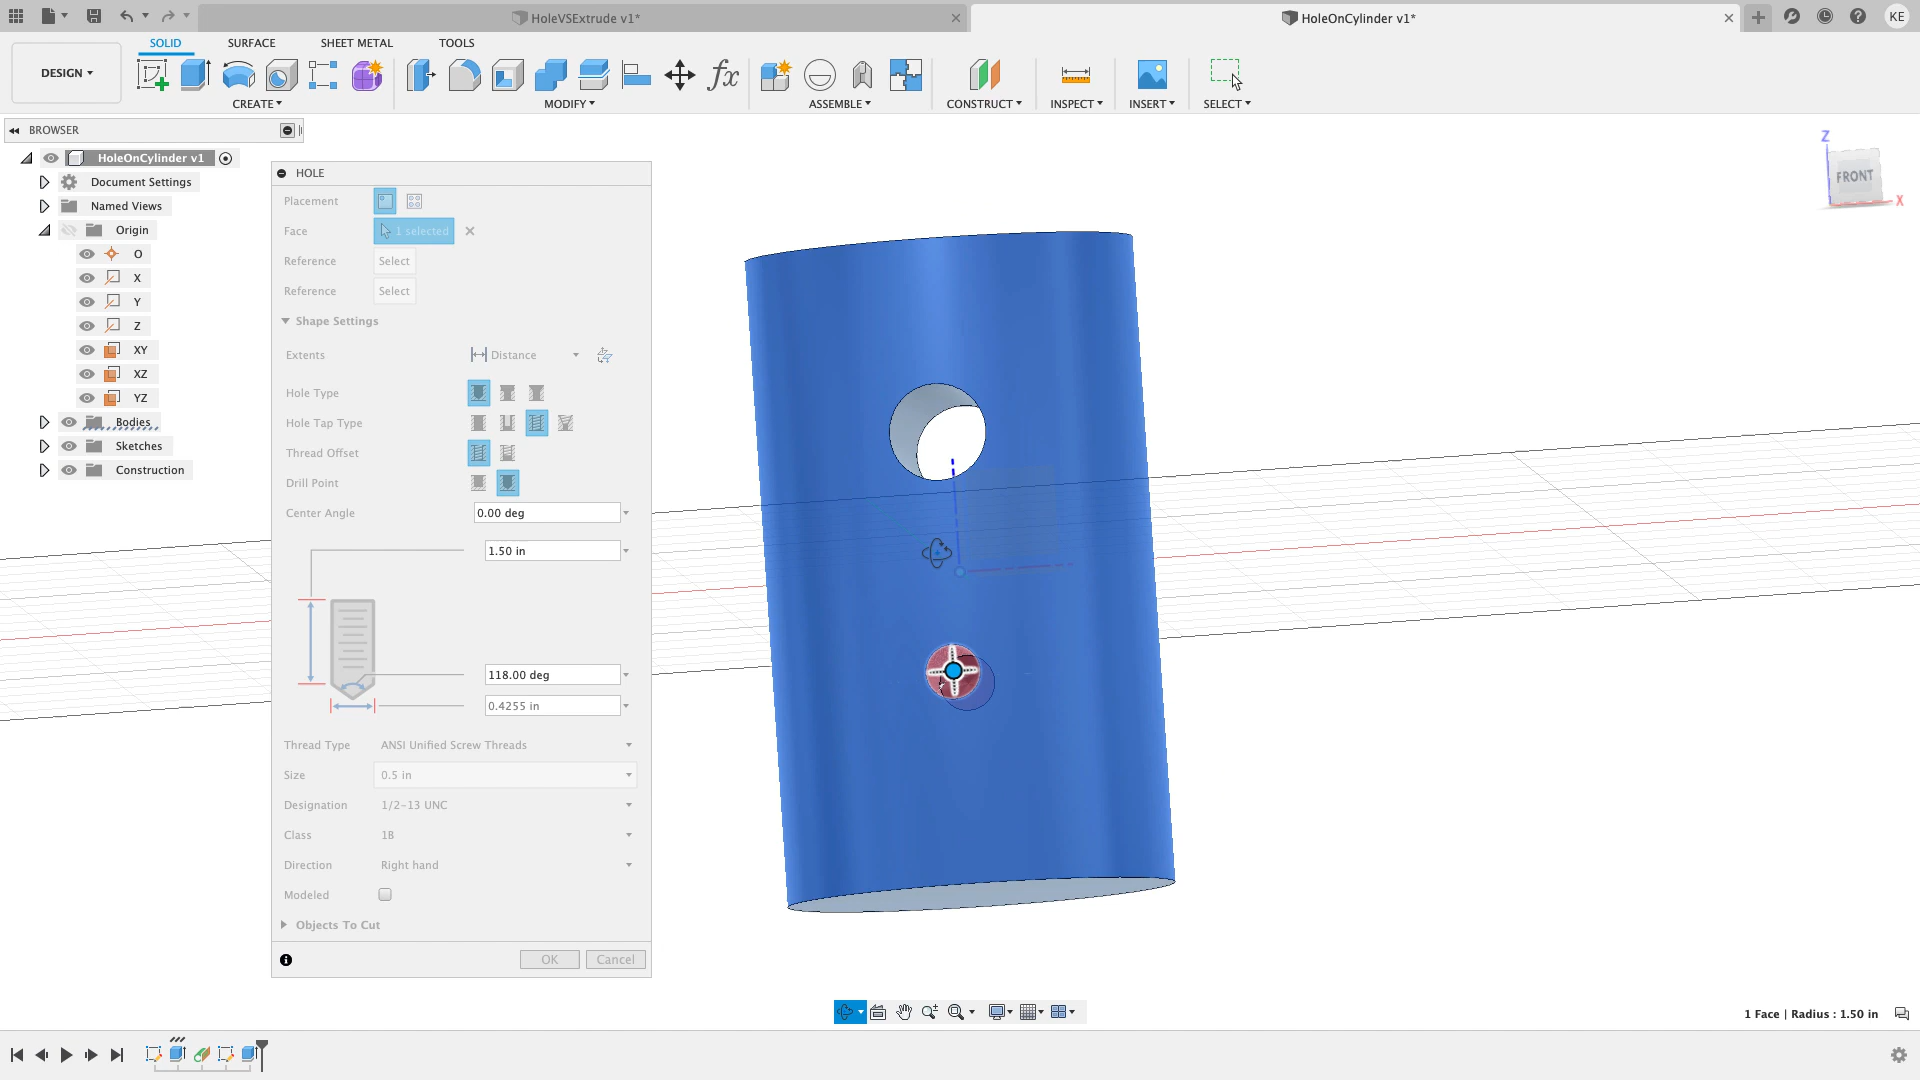 HoleVSExtrude v1*
HoleOnCylinder v1*
KE
DESIGN
SOLID
SURFACE
SHEET METAL
TOOLS
CREATE
MODIFY
ASSEMBLE
CONSTRUCT
INSPECT
INSERT
SELECT
fx
BROWSER
HoleOnCylinder v1
Document Settings
Named Views
Origin
O
X
Y
Z
XY
XZ
YZ
Bodies
Sketches
Construction
HOLE
Placement
Face
1 selected
Reference
Select
Reference
Select
Shape Settings
Extents
Distance
Hole Type
Hole Tap Type
Thread Offset
Drill Point
Center Angle
0.00 deg
1.50 in
118.00 deg
0.4255 in
Thread Type
ANSI Unified Screw Threads
Size
0.5 in
Designation
1/2-13 UNC
Class
1B
Direction
Right hand
Modeled
Objects To Cut
OK
Cancel
Z
FRONT
X
1 Face | Radius : 1.50 in